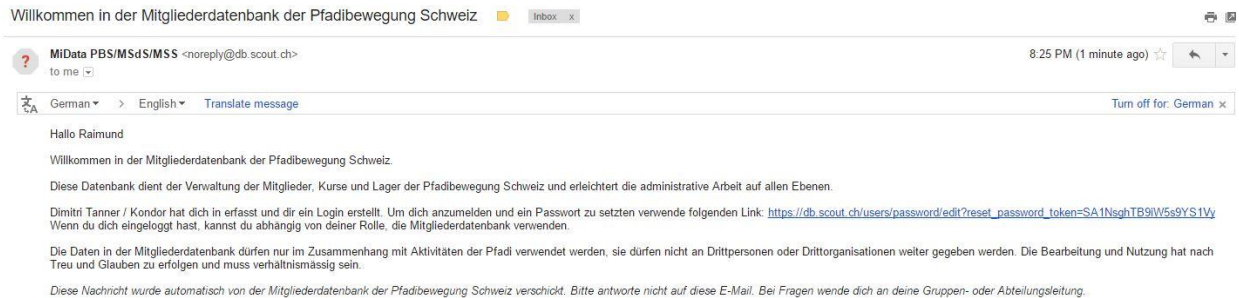 Willkommen in der Mitgliederdatenbank der Pfadibewegung Schweiz Inbox x
MiData PBS/MSdS/MSS <noreply@db.scout.ch> 8:25 PM (1 minute ago)
to me
German > English Translate message Turn off for: German x
Hallo Raimund
Willkommen in der Mitgliederdatenbank der Pfadibewegung Schweiz.
Diese Datenbank dient der Verwaltung der Mitglieder, Kurse und Lager der Pfadibewegung Schweiz und erleichtert die administrative Arbeit auf allen Ebenen.
Dimitri Tanner / Kondor hat dich in erfasst und dir ein Login erstellt. Um dich anzumelden und ein Passwort zu setzten verwende folgenden Link: https://db.scout.ch/users/password/edit?reset_password_token=SA1NsghTB9iW5s9YS1Vy
Wenn du dich eingeloggt hast, kannst du abhängig von deiner Rolle, die Mitgliederdatenbank verwenden.
Die Daten in der Mitgliederdatenbank dürfen nur im Zusammenhang mit Aktivitäten der Pfadi verwendet werden, sie dürfen nicht an Drittpersonen oder Drittorganisationen weiter gegeben werden. Die Bearbeitung und Nutzung hat nach
Treu und Glauben zu erfolgen und muss verhältnismässig sein.
Diese Nachricht wurde automatisch von der Mitgliederdatenbank der Pfadibewegung Schweiz verschickt. Bitte antworte nicht auf diese E-Mail. Bei Fragen wende dich an deine Gruppen- oder Abteilungsleitung.